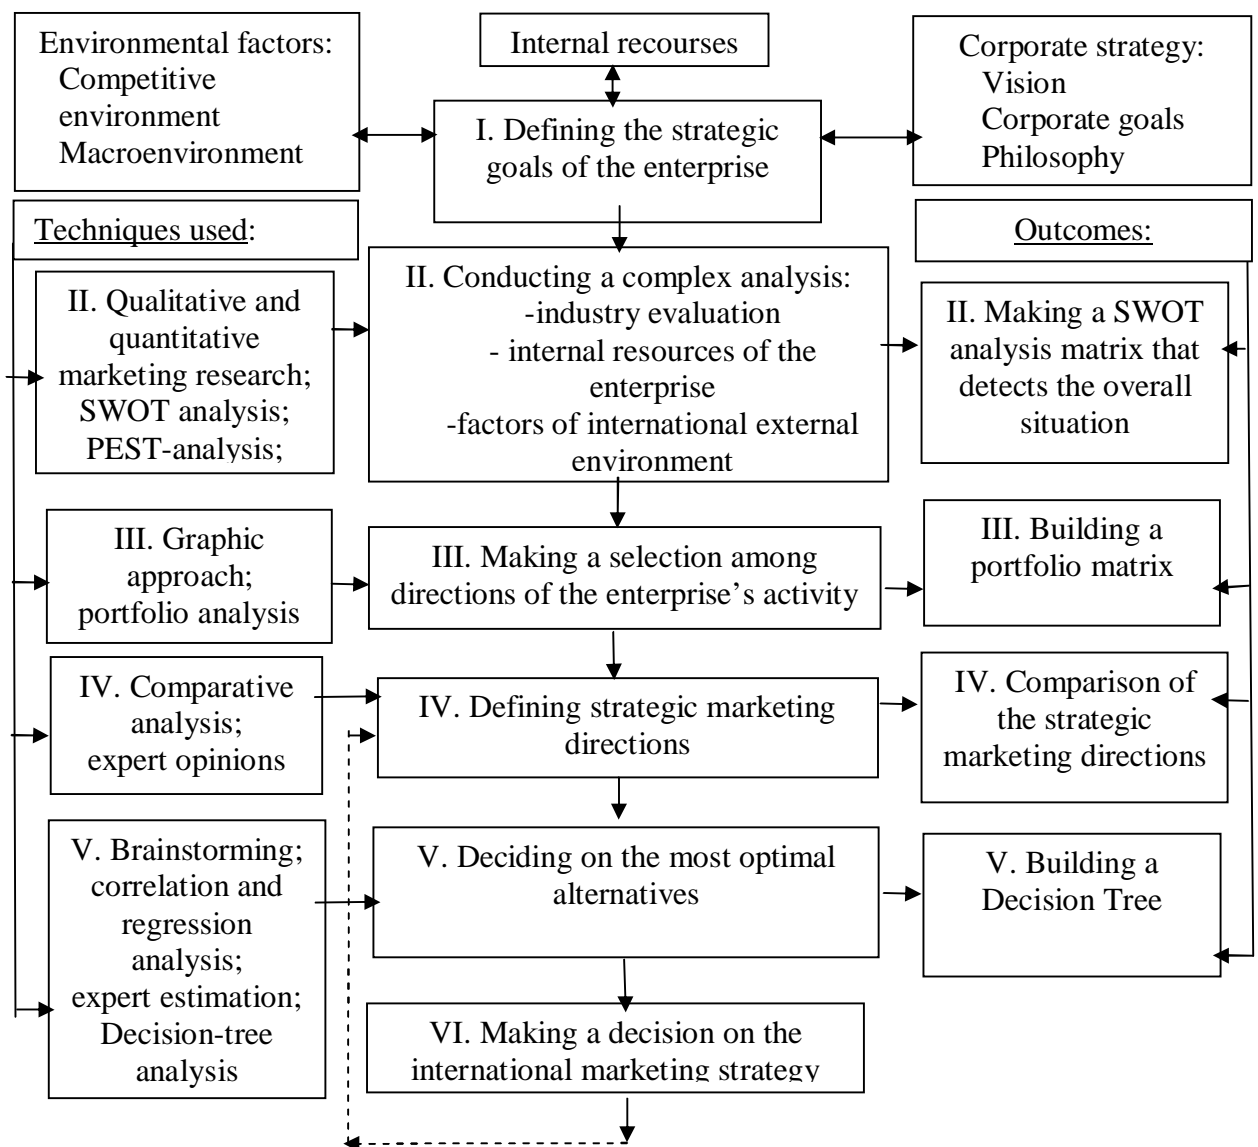 Environmental factors:
Competitive
environment
Macroenvironment
Internal recourses
Corporate strategy:
Vision
Corporate goals
Philosophy
I. Defining the strategic
goals of the enterprise
Techniques used:
Outcomes:
II. Qualitative and
quantitative
marketing research;
SWOT analysis;
PEST-analysis;
II. Conducting a complex analysis:
-industry evaluation
- internal resources of the
enterprise
-factors of international external
environment
II. Making a SWOT
analysis matrix that
detects the overall
situation
III. Graphic
approach;
portfolio analysis
III. Making a selection among
directions of the enterprise’s activity
III. Building a
portfolio matrix
IV. Comparative
analysis;
expert opinions
IV. Defining strategic marketing
directions
IV. Comparison of
the strategic
marketing directions
V. Brainstorming;
correlation and
regression
analysis;
expert estimation;
Decision-tree
analysis
V. Deciding on the most optimal
alternatives
V. Building a
Decision Tree
VI. Making a decision on the
international marketing strategy